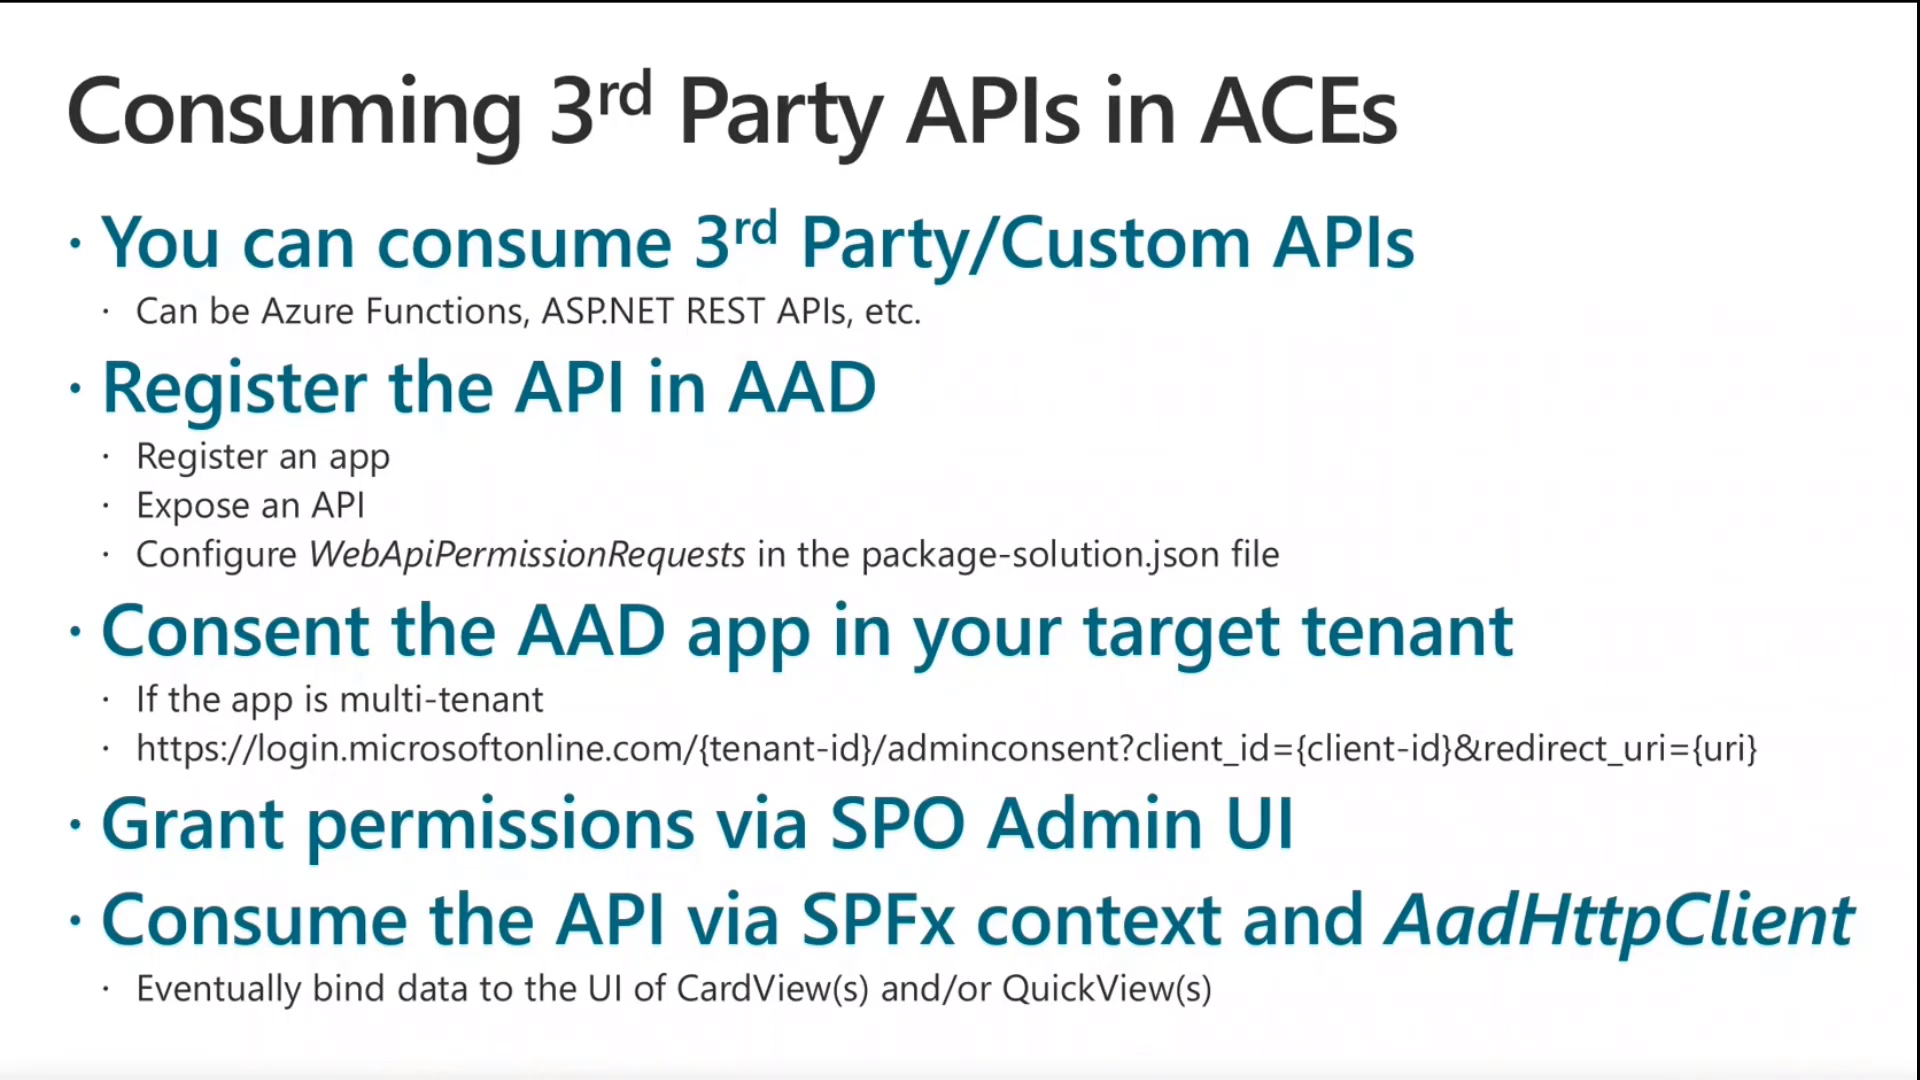 Consuming 3rd Party APIs in ACEs
· You can consume 3rd Party/Custom APIs
· Can be Azure Functions, ASP.NET REST APIs, etc.
· Register the API in AAD
· Register an app
· Expose an API
· Configure WebApiPermissionRequests in the package-solution.json file
· Consent the AAD app in your target tenant
· If the app is multi-tenant
· https://login.microsoftonline.com/{tenant-id}/adminconsent?client_id={client-id}&redirect_uri={uri}
· Grant permissions via SPO Admin UI
· Consume the API via SPFx context and AadHttpClient
· Eventually bind data to the UI of CardView(s) and/or QuickView(s)